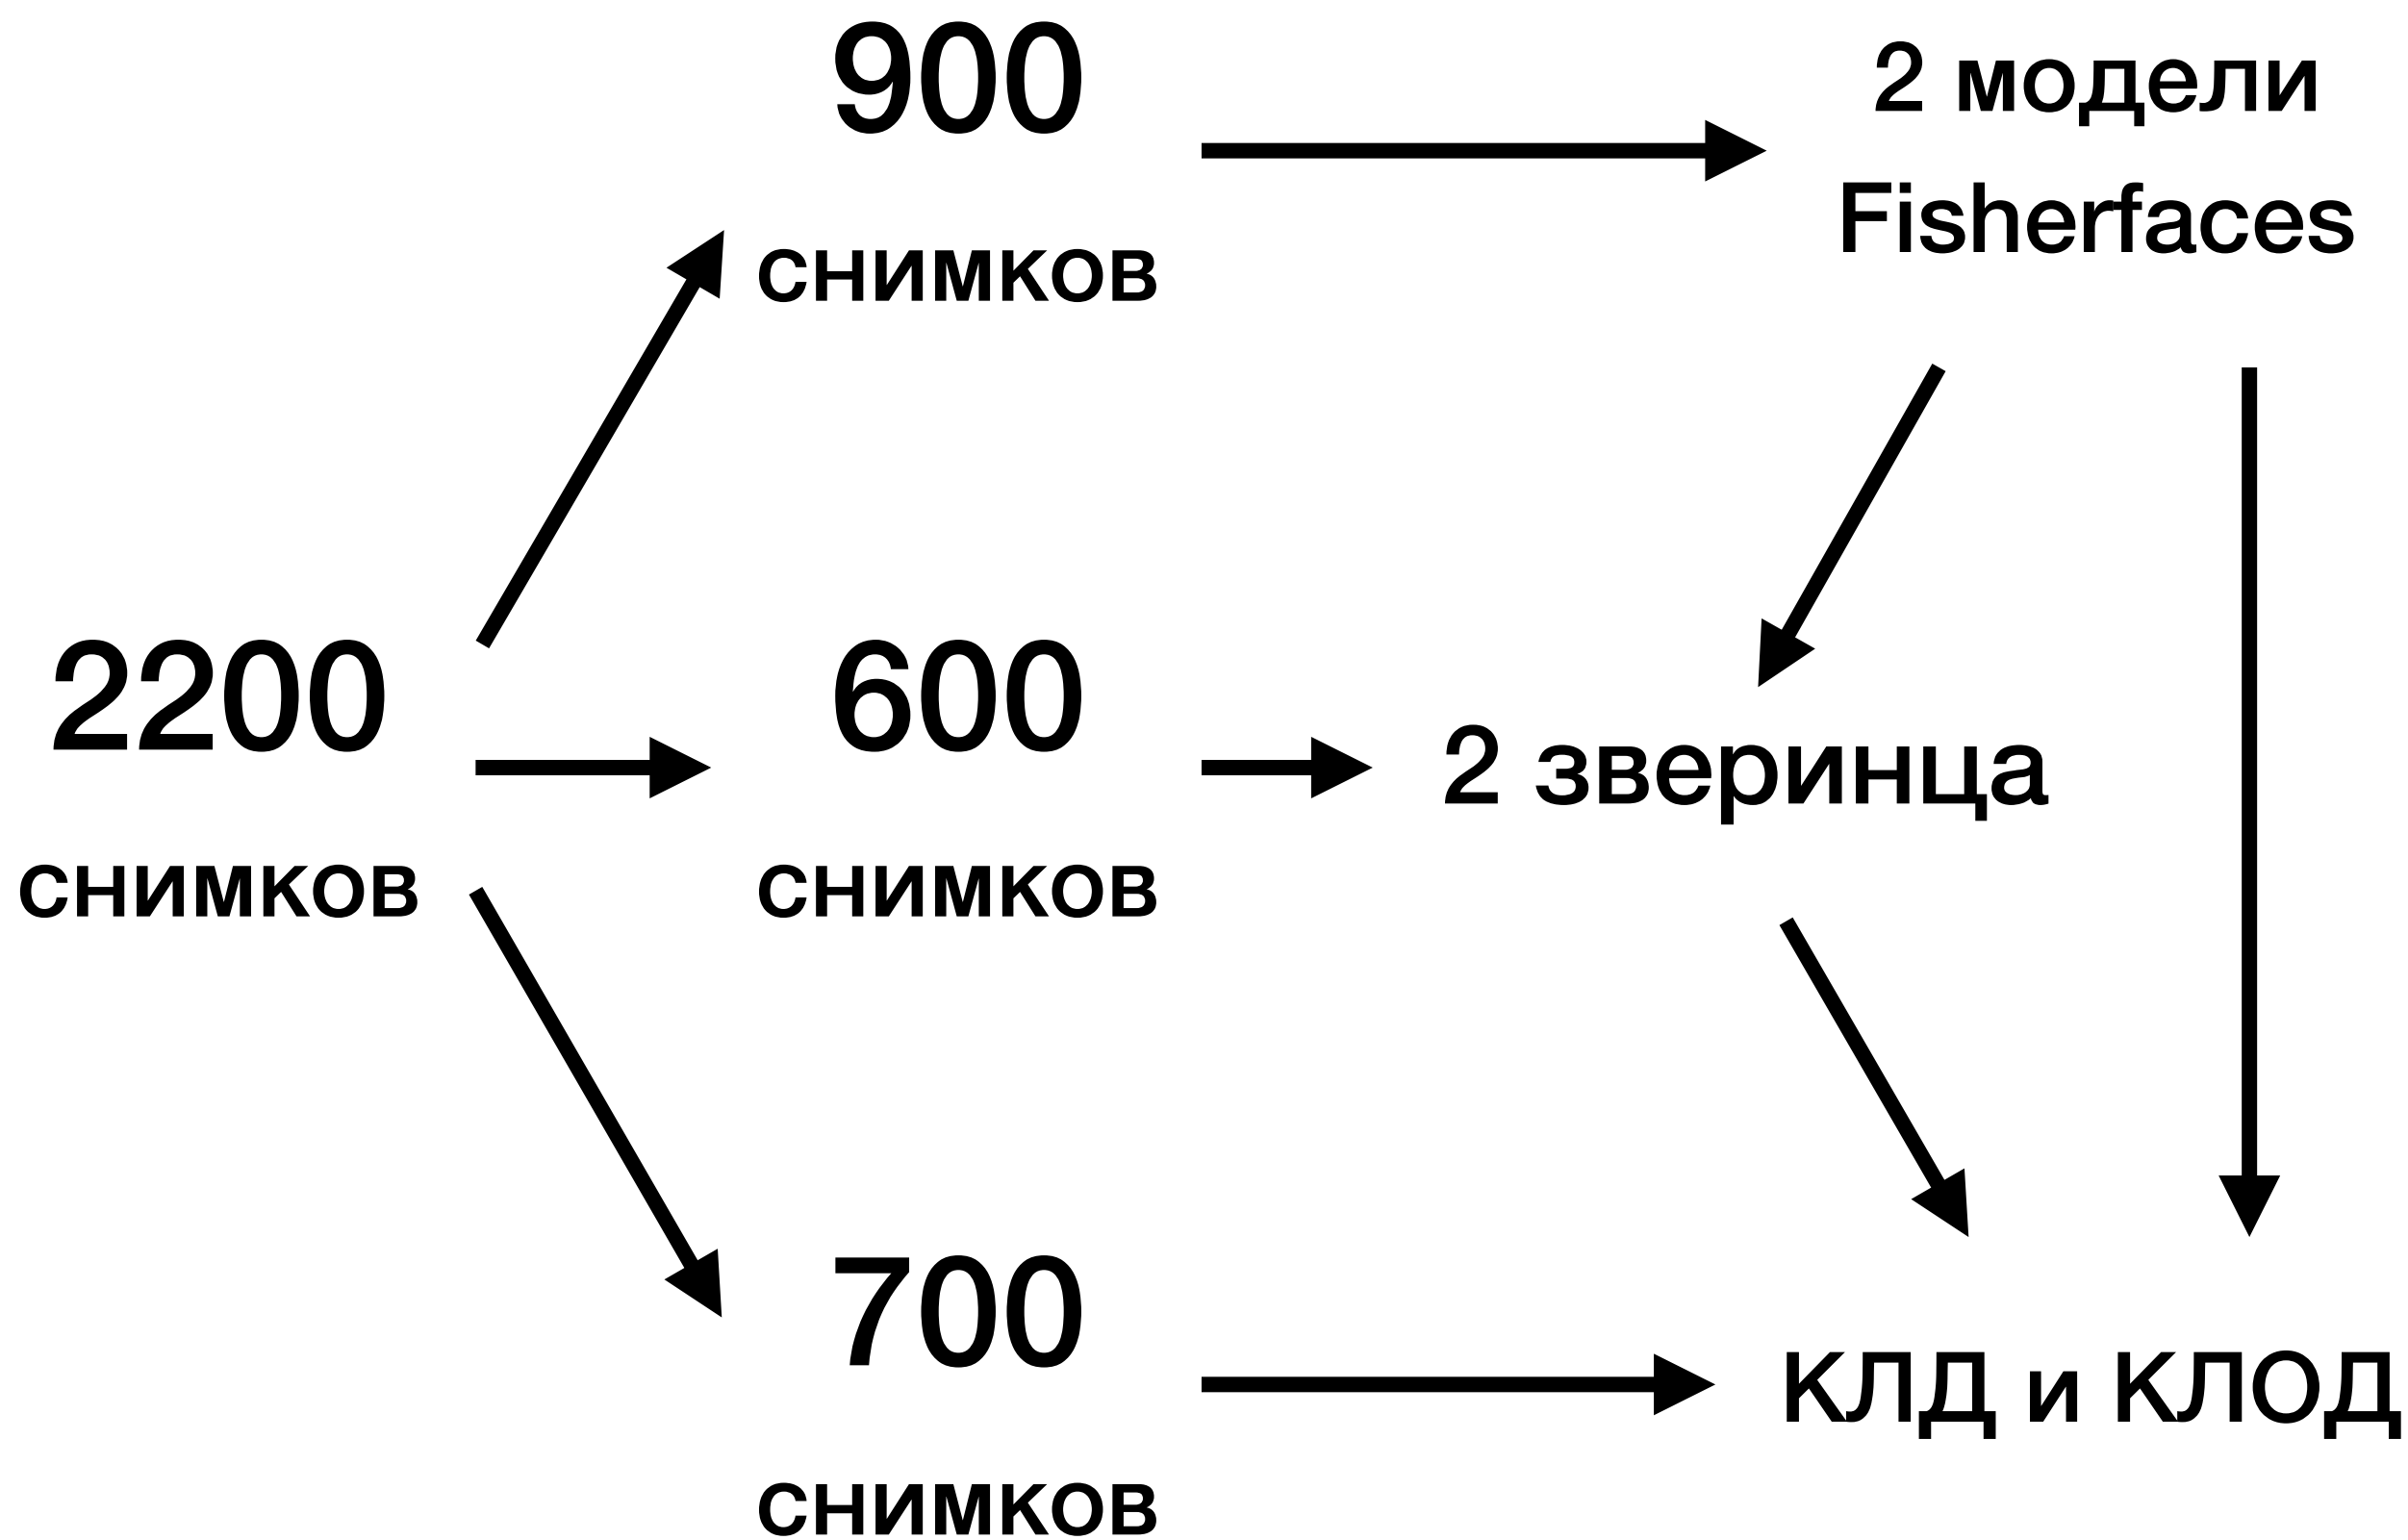 900
снимков
2 модели
Fisherfaces
2200
снимков
600
снимков
2 зверинца
700
снимков
КЛД и КЛОД